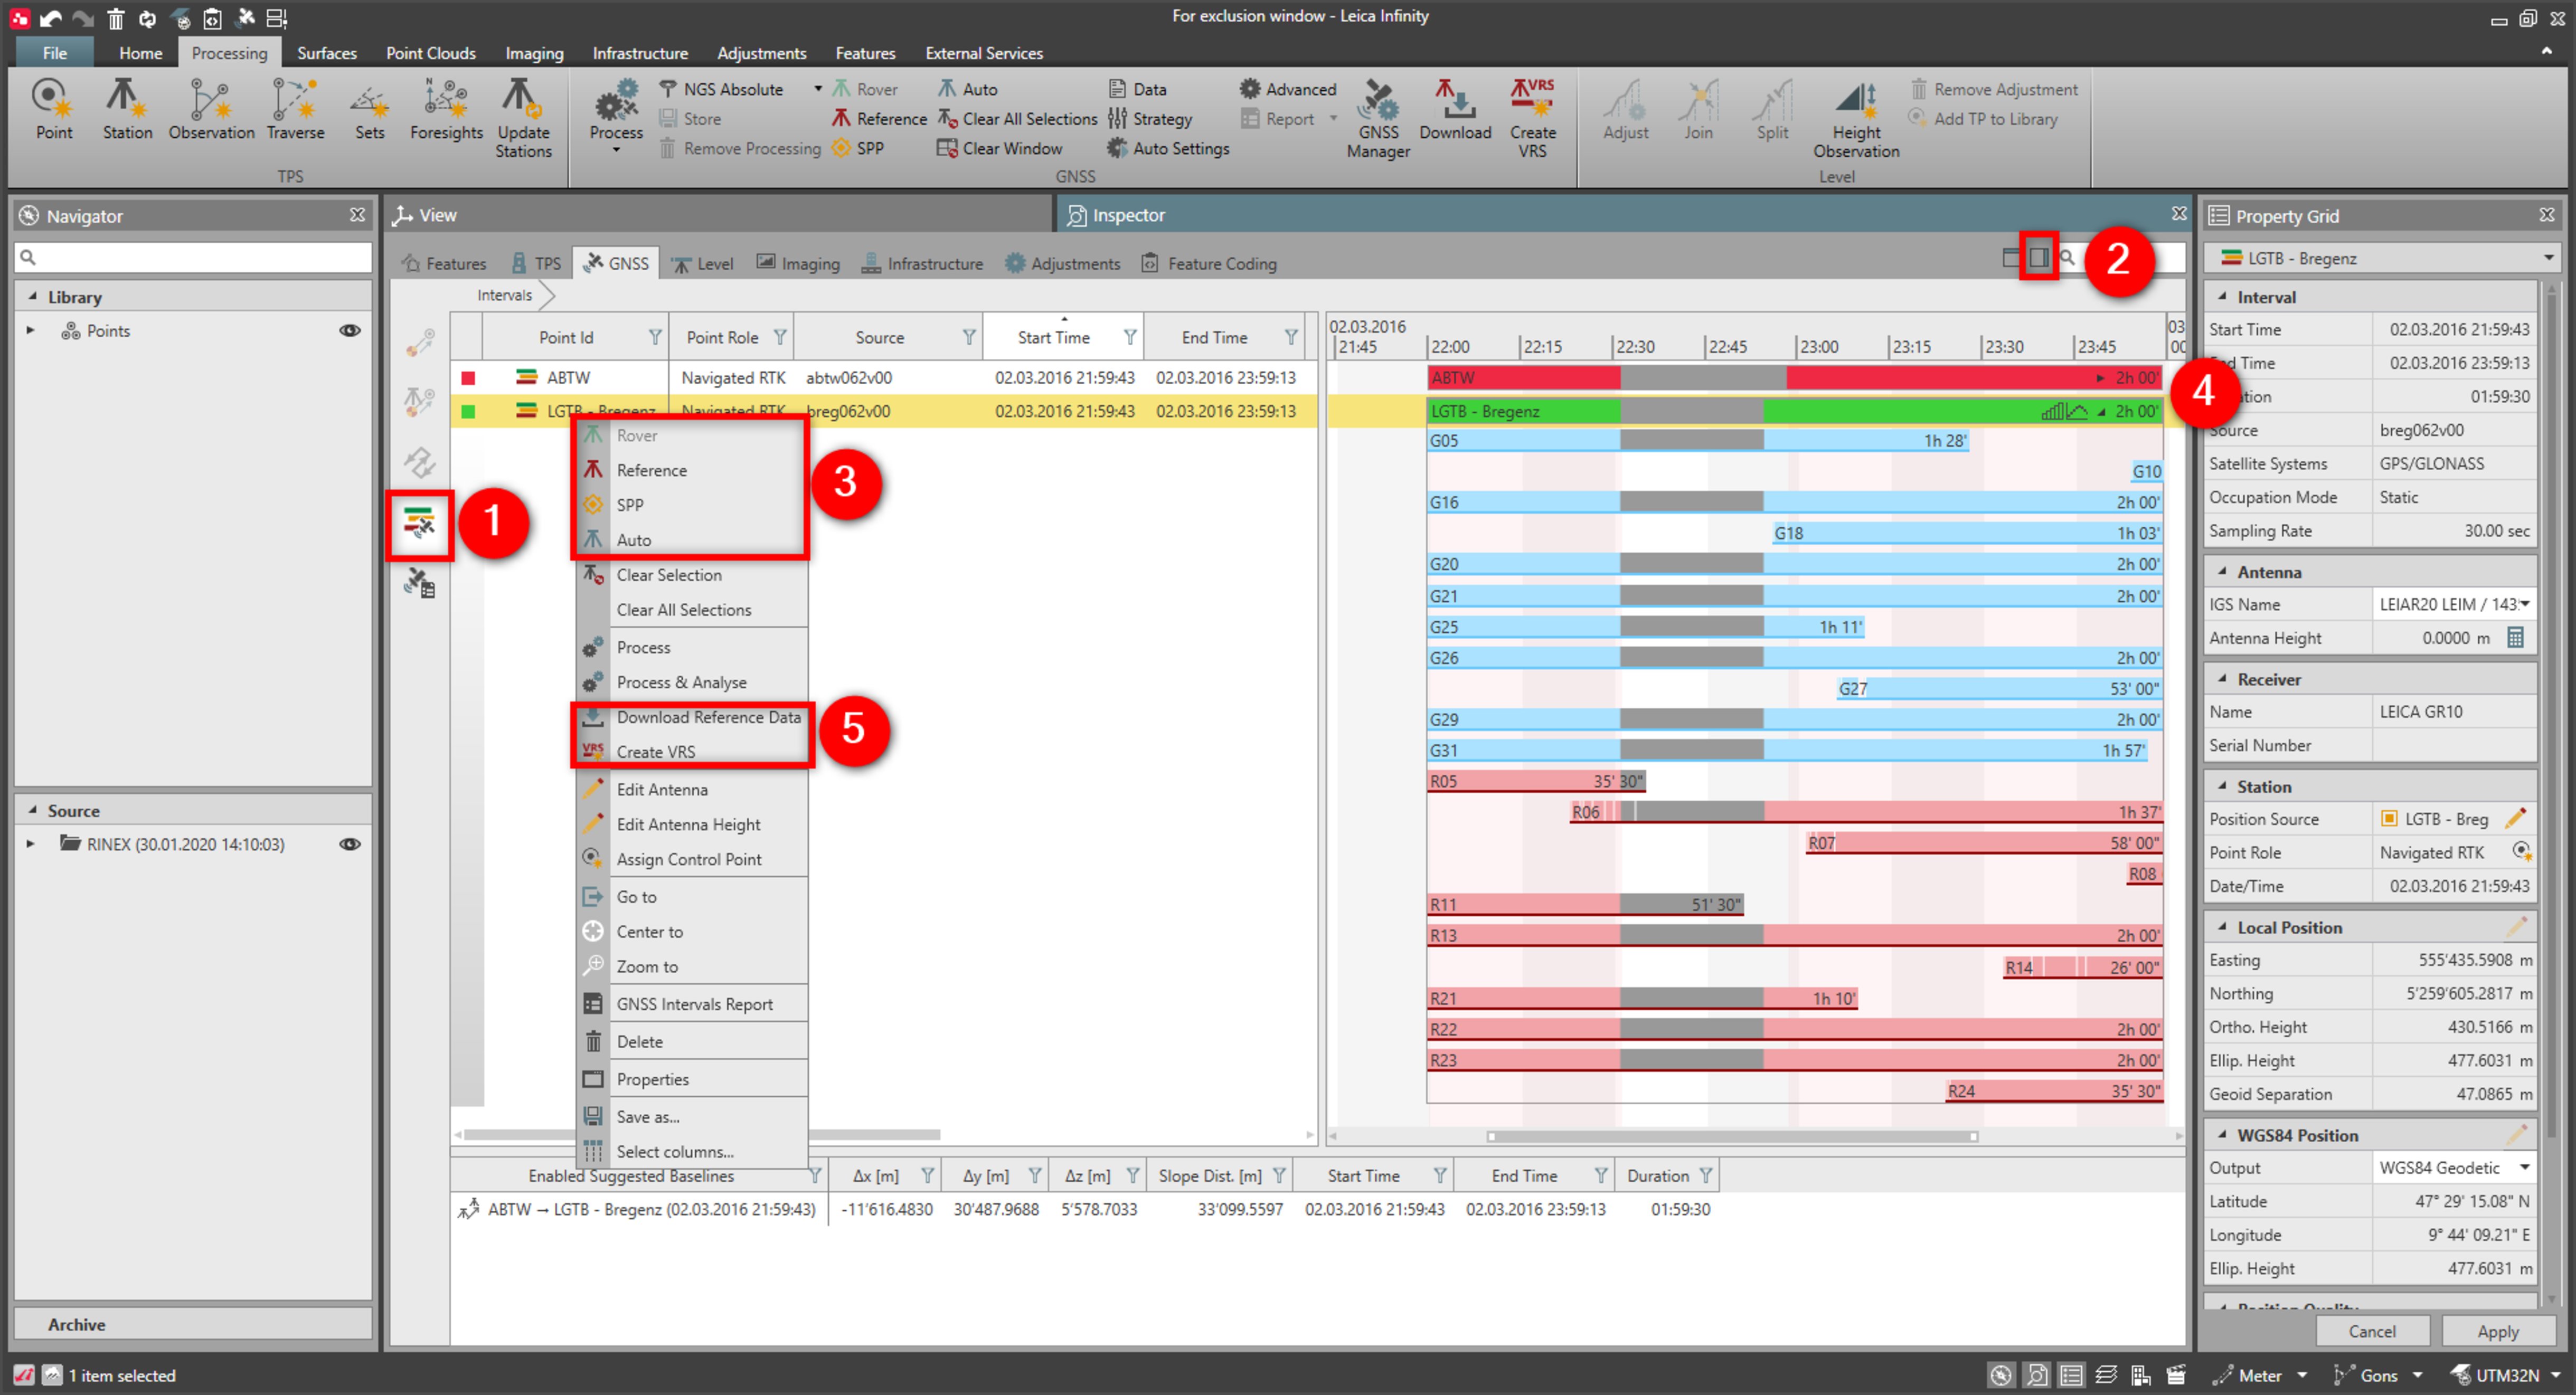 For exclusion window - Leica Infinity
File Home Processing Surfaces Point Clouds Imaging Infrastructure Adjustments Features External Services
Point
Station
Observation
Traverse
Sets
Foresights
Update Stations
TPS
Process
NGS Absolute
Store
Remove Processing
Rover
Reference
SPP
Auto
Clear All Selections
Clear Window
Data
Strategy
Auto Settings
Advanced
Report
GNSS Manager
Download
VRS
Create VRS
GNSS
Adjust
Join
Split
Height Observation
Remove Adjustment
Add TP to Library
Level
Navigator
Library
Points
Source
RINEX (30.01.2020 14:10:03)
Archive
View
Inspector
Features TPS GNSS Level Imaging Infrastructure Adjustments Feature Coding
2
Intervals
Point Id Point Role Source Start Time End Time
ABTW Navigated RTK abtw062v00 02.03.2016 21:59:43 02.03.2016 23:59:13
LGTB - Bregenz Navigated RTK breg062v00 02.03.2016 21:59:43 02.03.2016 23:59:13
1
Rover
Reference
SPP
Auto
3
Clear Selection
Clear All Selections
Process
Process & Analyse
Download Reference Data
VRS Create VRS
5
Edit Antenna
Edit Antenna Height
Assign Control Point
Go to
Center to
Zoom to
GNSS Intervals Report
Delete
Properties
Save as...
Select columns...
02.03.2016 03
21:45 22:00 22:15 22:30 22:45 23:00 23:15 23:30 23:45 00
ABTW 2h 00'
LGTB - Bregenz 2h 00'
4
G05 1h 28'
G10
G16 2h 00'
G18 1h 03'
G20 2h 00'
G21 2h 00'
G25 1h 11'
G26 2h 00'
G27 53' 00"
G29 2h 00'
G31 1h 57'
R05 35' 30"
R06 1h 37'
R07 58' 00"
R08
R11 51' 30"
R13 2h 00'
R14 26' 00"
R21 1h 10'
R22 2h 00'
R23 2h 00'
R24 35' 30"
Enabled Suggested Baselines Δx [m] Δy [m] Δz [m] Slope Dist. [m] Start Time End Time Duration
ABTW → LGTB - Bregenz (02.03.2016 21:59:43) -11'616.4830 30'487.9688 5'578.7033 33'099.5597 02.03.2016 21:59:43 02.03.2016 23:59:13 01:59:30
Property Grid
LGTB - Bregenz
Interval
Start Time 02.03.2016 21:59:43
Time 02.03.2016 23:59:13
01:59:30
Source breg062v00
Satellite Systems GPS/GLONASS
Occupation Mode Static
Sampling Rate 30.00 sec
Antenna
IGS Name LEIAR20 LEIM / 143
Antenna Height 0.0000 m
Receiver
Name LEICA GR10
Serial Number
Station
Position Source LGTB - Breg
Point Role Navigated RTK
Date/Time 02.03.2016 21:59:43
Local Position
Easting 555'435.5908 m
Northing 5'259'605.2817 m
Ortho. Height 430.5166 m
Ellip. Height 477.6031 m
Geoid Separation 47.0865 m
WGS84 Position
Output WGS84 Geodetic
Latitude 47° 29' 15.08" N
Longitude 9° 44' 09.21" E
Ellip. Height 477.6031 m
Cancel Apply
1 item selected
Meter Gons UTM32N